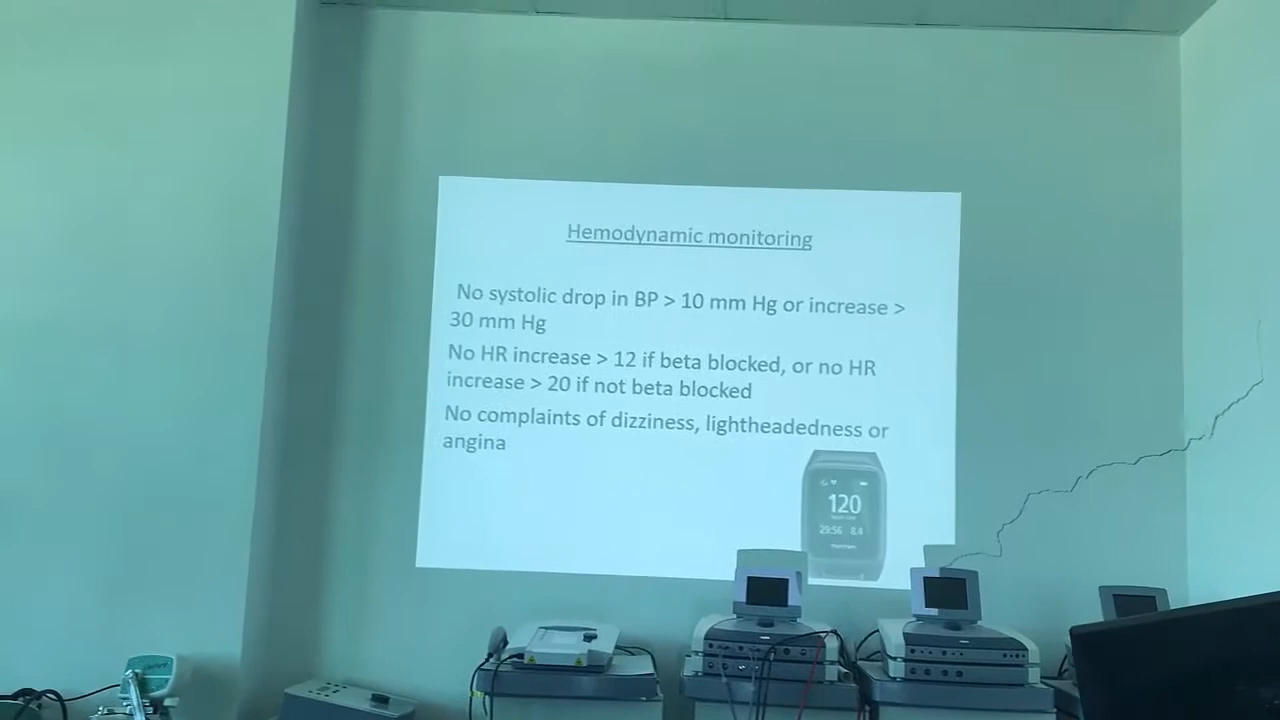 Hemodynamic monitoring
No systolic drop in BP > 10 mm Hg or increase >
30 mm Hg
No HR increase > 12 if beta blocked, or no HR
increase > 20 if not beta blocked
No complaints of dizziness, lightheadedness or
angina
120
29:56 8.4